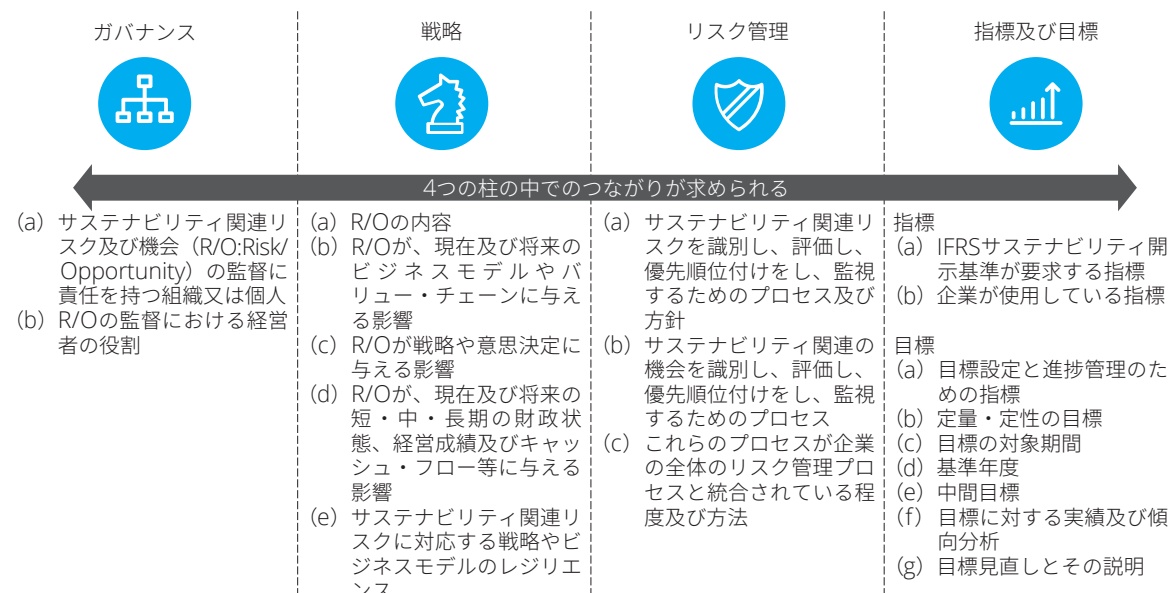 ガバナンス
戦略
リスク管理
指標及び目標
4つの柱の中でのつながりが求められる
(a) サステナビリティ関連リ
スク及び機会（R/O:Risk/
Opportunity）の監督に
責任を持つ組織又は個人
(b) R/Oの監督における経営
者の役割
(a) R/Oの内容
(b) R/Oが、現在及び将来の
ビジネスモデルやバ
リュー・チェーンに与え
る影響
(c) R/Oが戦略や意思決定に
与える影響
(d) R/Oが、現在及び将来の
短・中・長期の財政状
態、経営成績及びキャッ
シュ・フロー等に与える
影響
(e) サステナビリティ関連リ
スクに対応する戦略やビ
ジネスモデルのレジリエ
ンス
(a) サステナビリティ関連リ
スクを識別し、評価し、
優先順位付けをし、監視
するためのプロセス及び
方針
(b) サステナビリティ関連の
機会を識別し、評価し、
優先順位付けをし、監視
するためのプロセス
(c) これらのプロセスが企業
の全体のリスク管理プロ
セスと統合されている程
度及び方法
指標
(a) IFRSサステナビリティ開
示基準が要求する指標
(b) 企業が使用している指標
目標
(a) 目標設定と進捗管理のた
めの指標
(b) 定量・定性の目標
(c) 目標の対象期間
(d) 基準年度
(e) 中間目標
(f) 目標に対する実績及び傾
向分析
(g) 目標見直しとその説明